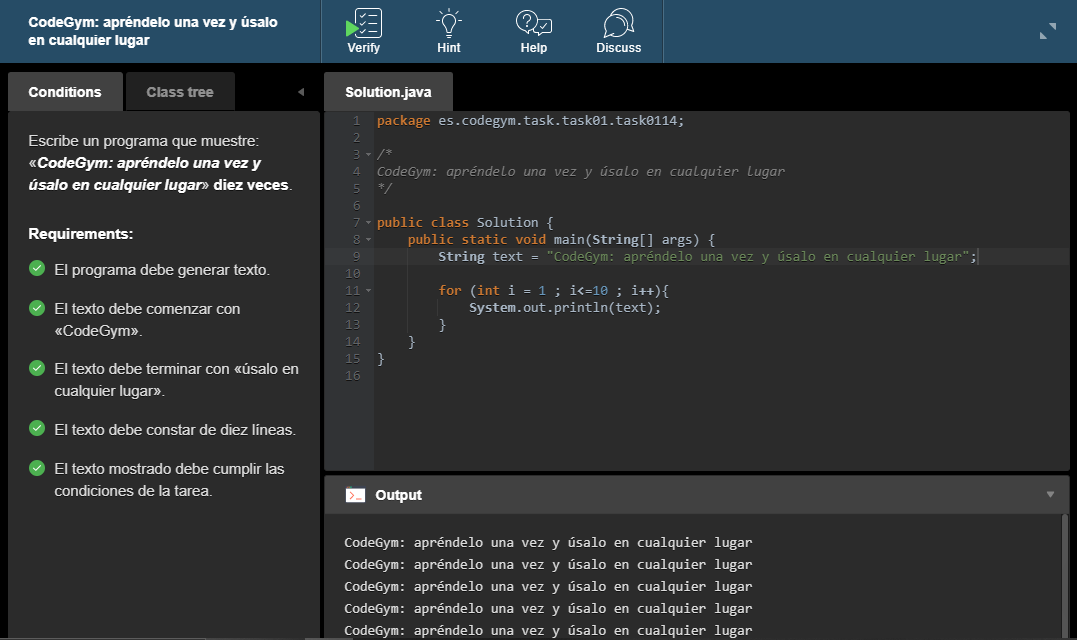 CodeGym: apréndelo una vez y úsalo
en cualquier lugar
Verify
Hint
Help
Discuss
Conditions
Class tree
Escribe un programa que muestre:
«CodeGym: apréndelo una vez y
úsalo en cualquier lugar» diez veces.
Requirements:
El programa debe generar texto.
El texto debe comenzar con
«CodeGym».
El texto debe terminar con «úsalo en
cualquier lugar».
El texto debe constar de diez líneas.
El texto mostrado debe cumplir las
condiciones de la tarea.
Solution.java
1 package es.codegym.task.task01.task0114;
2
3 /*
4 CodeGym: apréndelo una vez y úsalo en cualquier lugar
5 */
6
7 public class Solution {
8     public static void main(String[] args) {
9         String text = "CodeGym: apréndelo una vez y úsalo en cualquier lugar";
10
11         for (int i = 1 ; i<=10 ; i++){
12             System.out.println(text);
13         }
14     }
15 }
16
Output
CodeGym: apréndelo una vez y úsalo en cualquier lugar
CodeGym: apréndelo una vez y úsalo en cualquier lugar
CodeGym: apréndelo una vez y úsalo en cualquier lugar
CodeGym: apréndelo una vez y úsalo en cualquier lugar
CodeGym: apréndelo una vez y úsalo en cualquier lugar